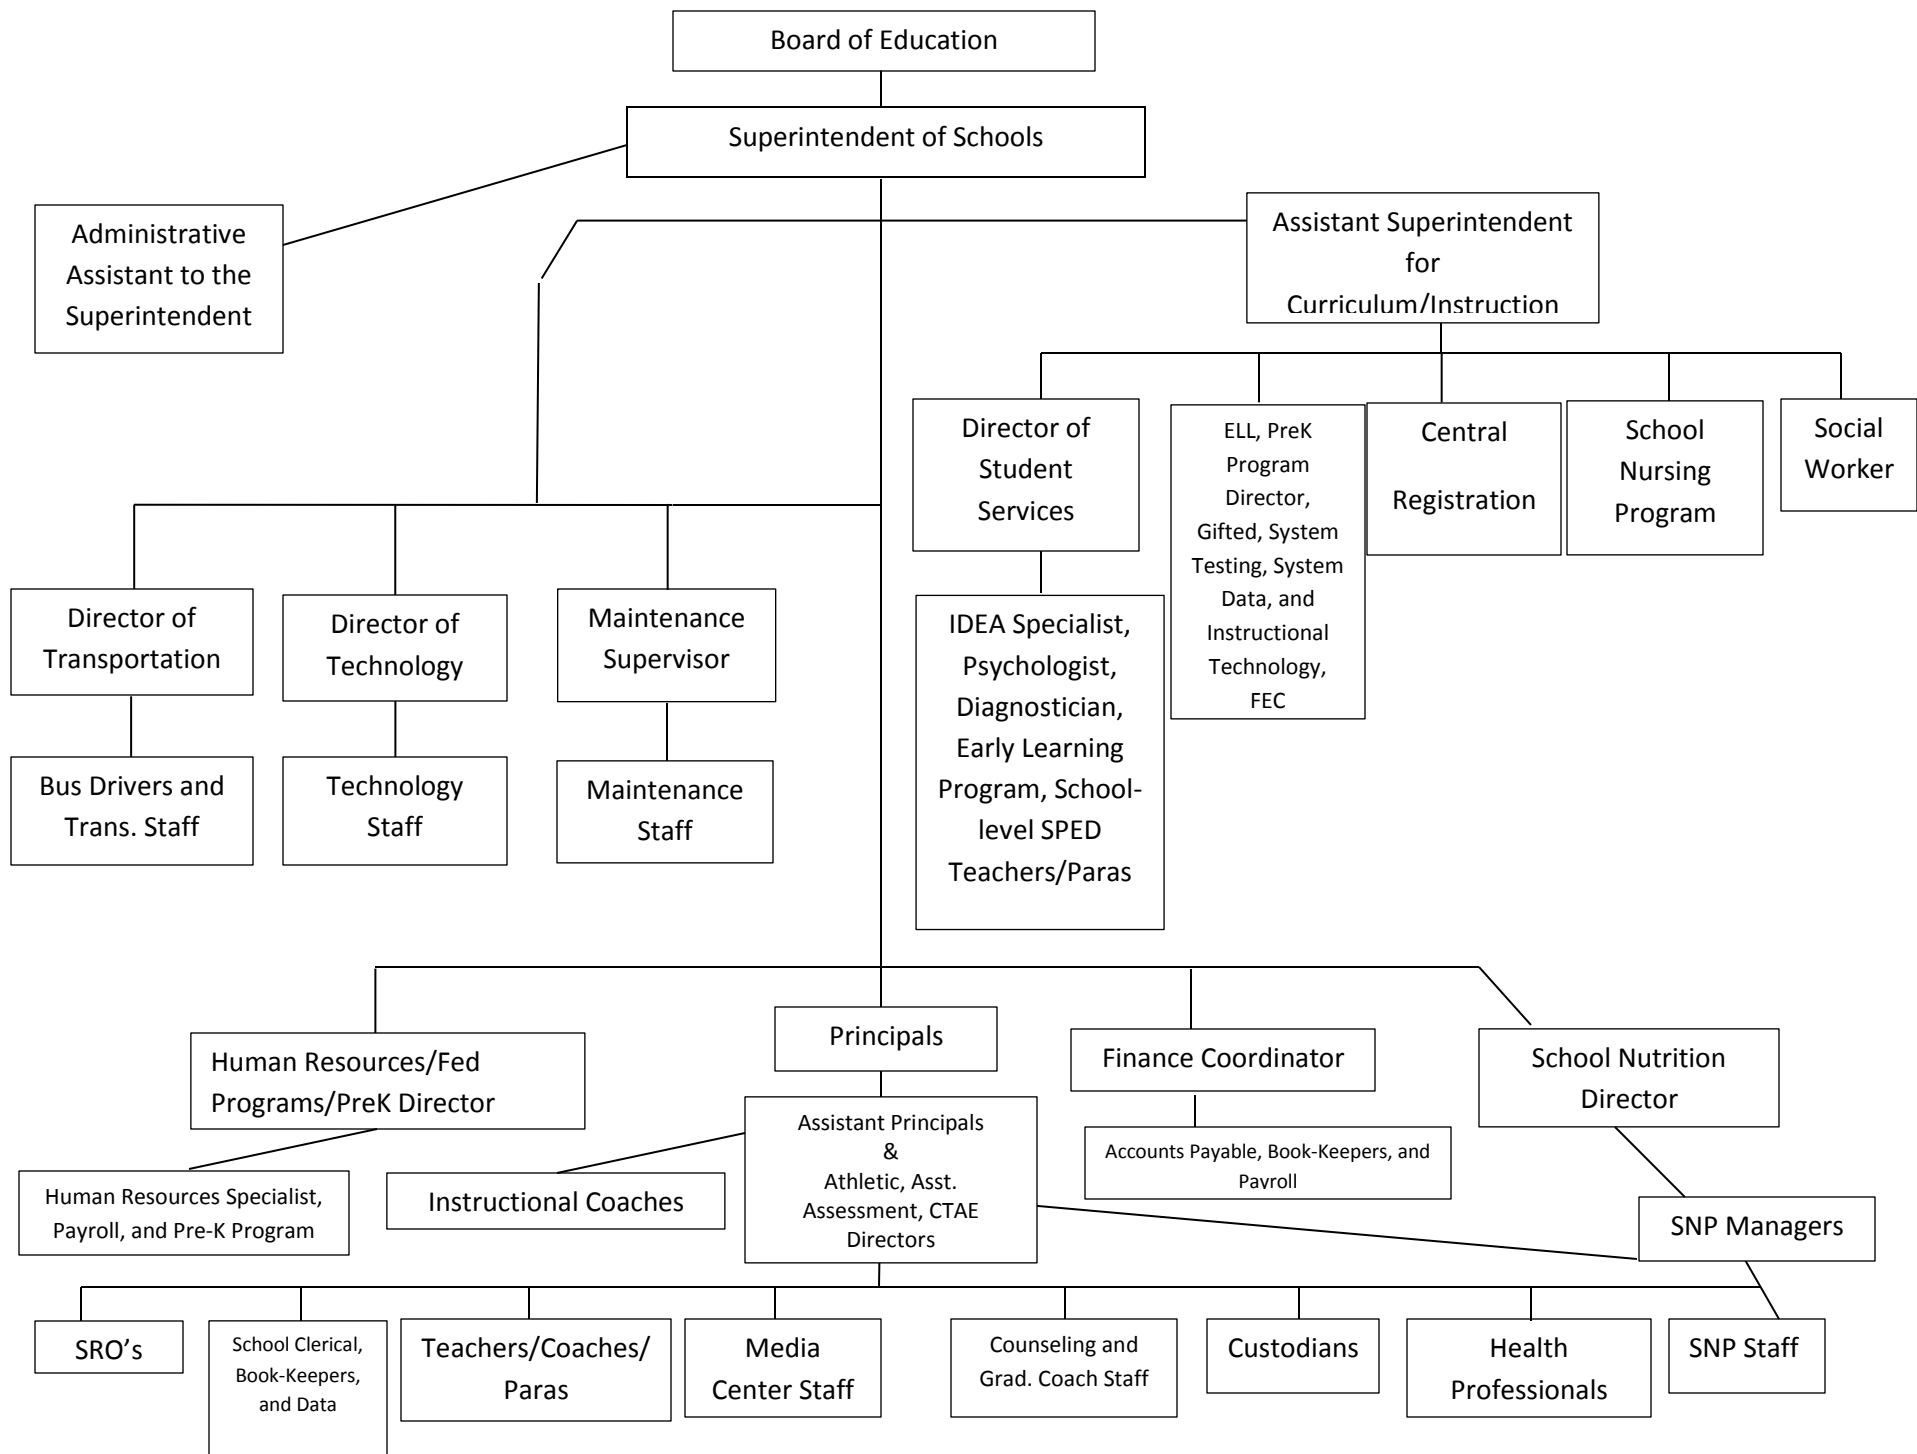 Board of Education
Superintendent of Schools
Administrative
Assistant to the
Superintendent
Assistant Superintendent
for
Curriculum/Instruction
Director of
Student
Services
ELL, PreK
Program
Director,
Gifted, System
Testing, System
Data, and
Instructional
Technology,
FEC
Central
Registration
School
Nursing
Program
Social
Worker
Director of
Transportation
Director of
Technology
Maintenance
Supervisor
IDEA Specialist,
Psychologist,
Diagnostician,
Early Learning
Program, School-
level SPED
Teachers/Paras
Bus Drivers and
Trans. Staff
Technology
Staff
Maintenance
Staff
Human Resources/Fed
Programs/PreK Director
Principals
Finance Coordinator
School Nutrition
Director
Human Resources Specialist,
Payroll, and Pre-K Program
Instructional Coaches
Assistant Principals
&
Athletic, Asst.
Assessment, CTAE
Directors
Accounts Payable, Book-Keepers, and
Payroll
SNP Managers
SRO’s
School Clerical,
Book-Keepers,
and Data
Teachers/Coaches/
Paras
Media
Center Staff
Counseling and
Grad. Coach Staff
Custodians
Health
Professionals
SNP Staff